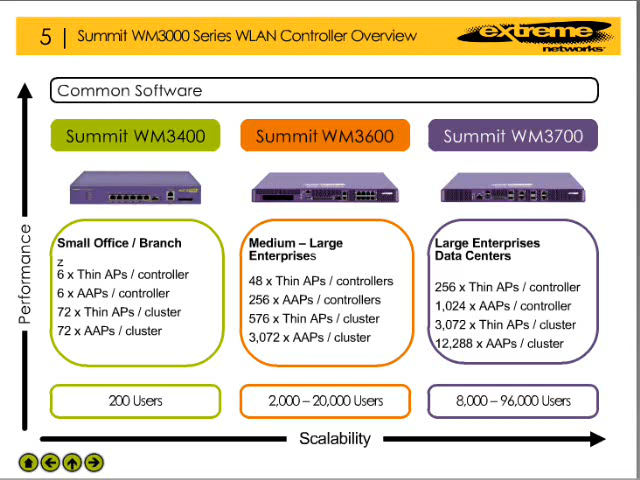 5 | Summit WM3000 Series WLAN Controller Overview
extreme
networks
Common Software
Summit WM3400
Summit WM3600
Summit WM3700
Performance
Small Office / Branch
z
6 x Thin APs / controller
6 x AAPs / controller
72 x Thin APs / cluster
72 x AAPs / cluster
Medium – Large
Enterprises
48 x Thin APs / controllers
256 x AAPs / controllers
576 x Thin APs / cluster
3,072 x AAPs / cluster
Large Enterprises
Data Centers
256 x Thin APs / controller
1,024 x AAPs / controller
3,072 x Thin APs / cluster
12,288 x AAPs / cluster
200 Users
2,000 – 20,000 Users
8,000 – 96,000 Users
Scalability